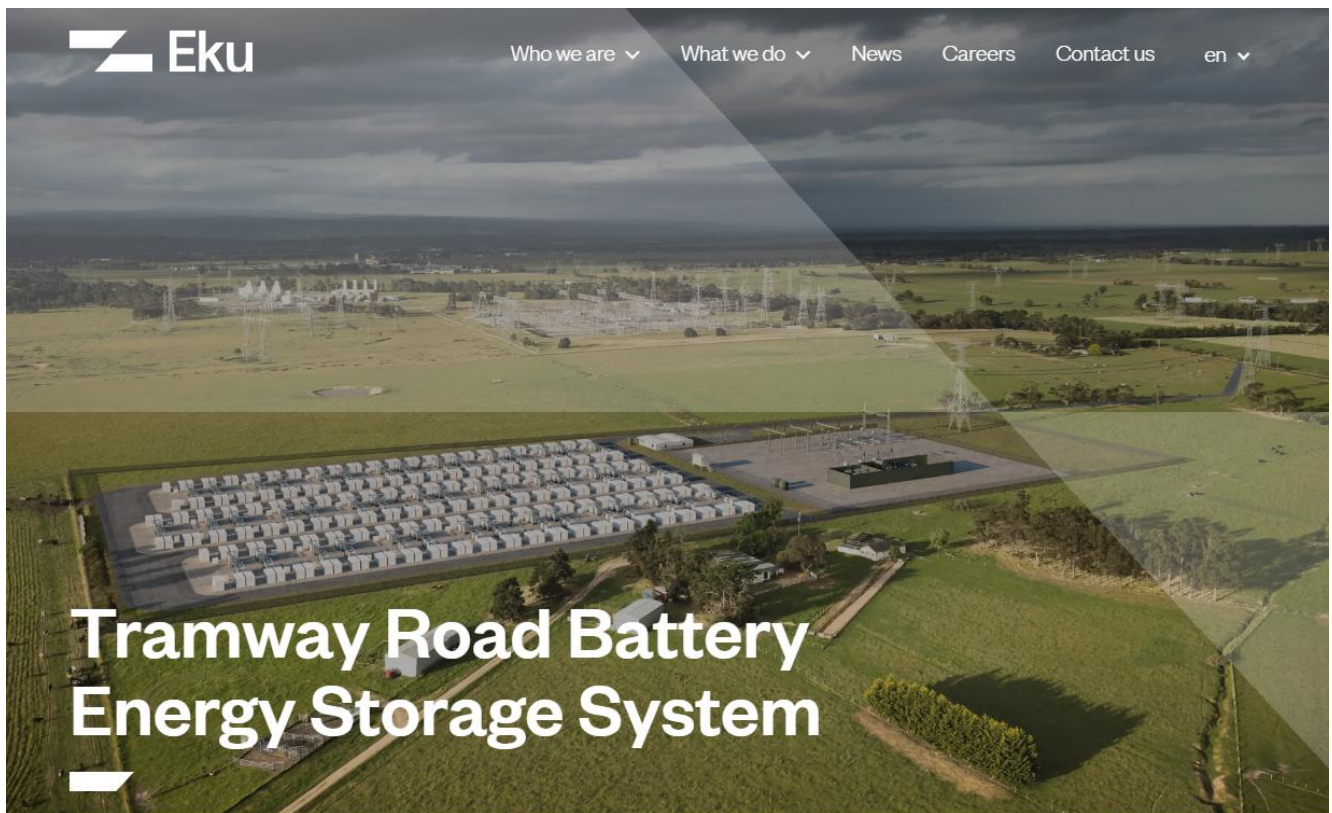 Eku
Who we are
What we do
News
Careers
Contact us
en
Tramway Road Battery
Energy Storage System